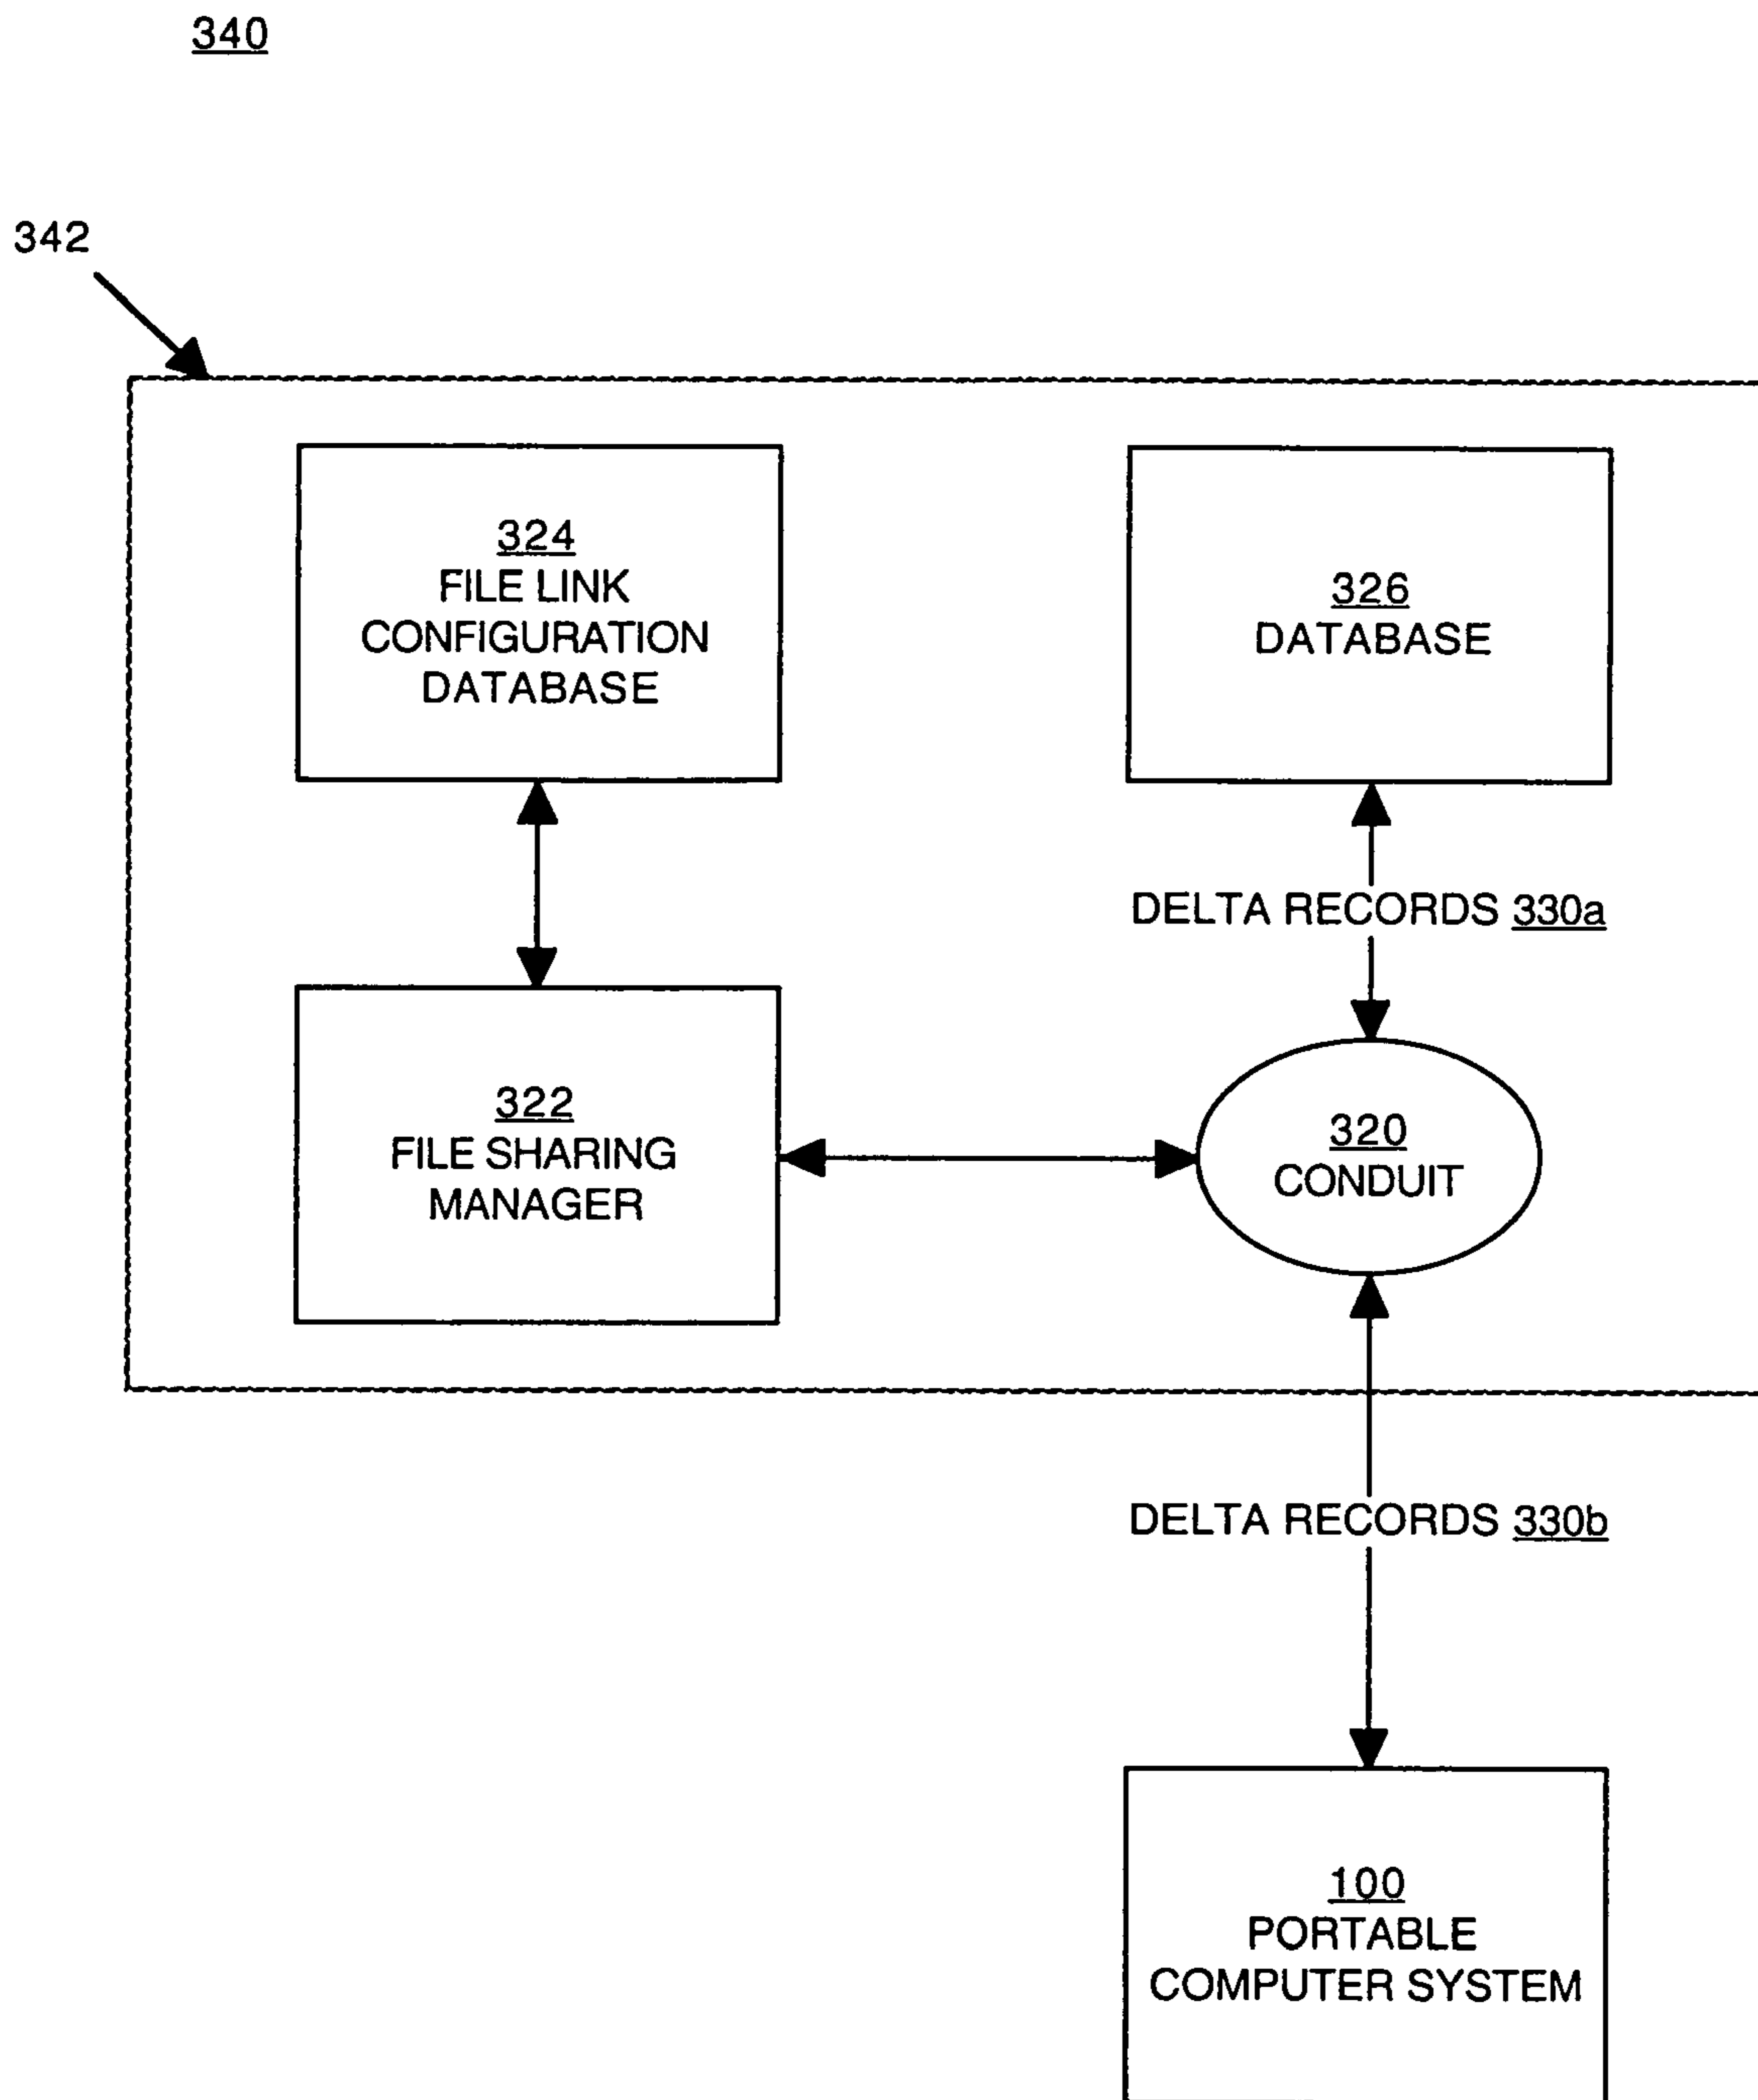 340
342
324
FILE LINK
CONFIGURATION
DATABASE
326
DATABASE
DELTA RECORDS 330a
322
FILE SHARING
MANAGER
320
CONDUIT
DELTA RECORDS 330b
100
PORTABLE
COMPUTER SYSTEM